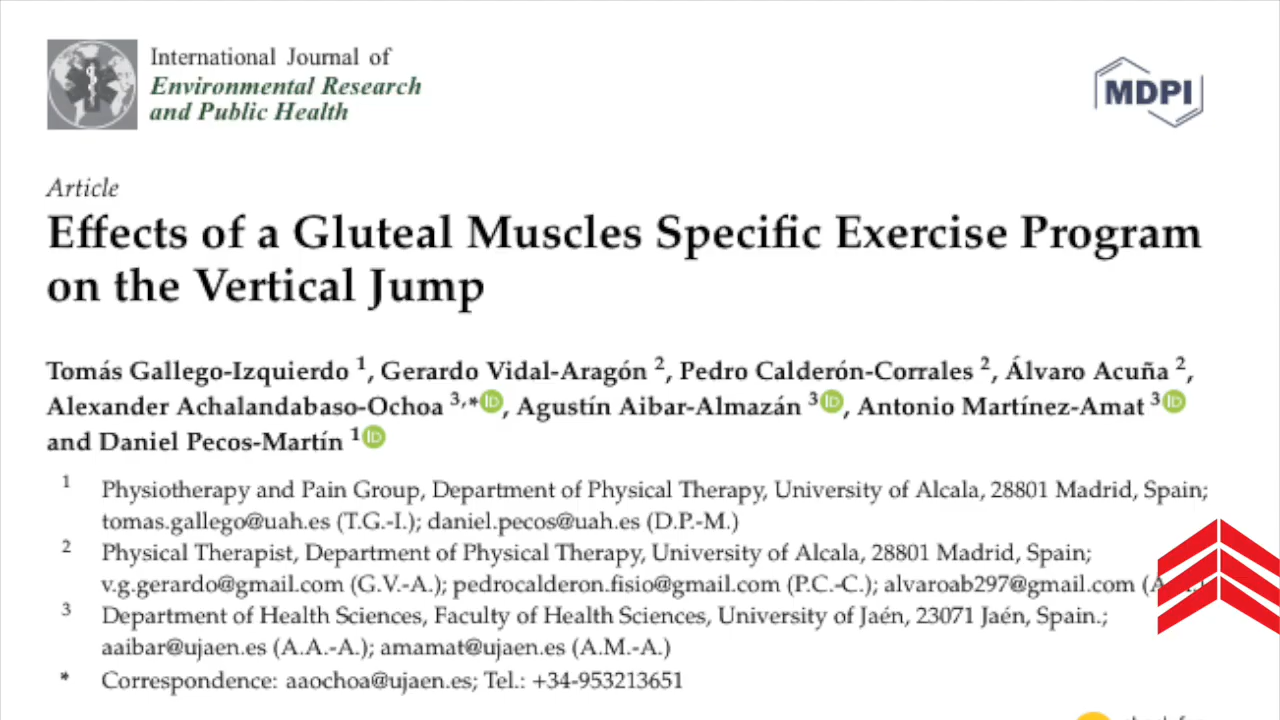 International Journal of
Environmental Research
and Public Health
MDPI
Article
Effects of a Gluteal Muscles Specific Exercise Program
on the Vertical Jump
Tomás Gallego-Izquierdo 1, Gerardo Vidal-Aragón 2, Pedro Calderón-Corrales 2, Álvaro Acuña 2,
Alexander Achalandabaso-Ochoa 3,* iD, Agustín Aibar-Almazán 3 iD, Antonio Martínez-Amat 3 iD
and Daniel Pecos-Martín 1 iD
1 Physiotherapy and Pain Group, Department of Physical Therapy, University of Alcala, 28801 Madrid, Spain;
tomas.gallego@uah.es (T.G.-I.); daniel.pecos@uah.es (D.P.-M.)
2 Physical Therapist, Department of Physical Therapy, University of Alcala, 28801 Madrid, Spain;
v.g.gerardo@gmail.com (G.V.-A.); pedrocalderon.fisio@gmail.com (P.C.-C.); alvaroab297@gmail.com
3 Department of Health Sciences, Faculty of Health Sciences, University of Jaén, 23071 Jaén, Spain.;
aaibar@ujaen.es (A.A.-A.); amamat@ujaen.es (A.M.-A.)
* Correspondence: aaochoa@ujaen.es; Tel.: +34-953213651